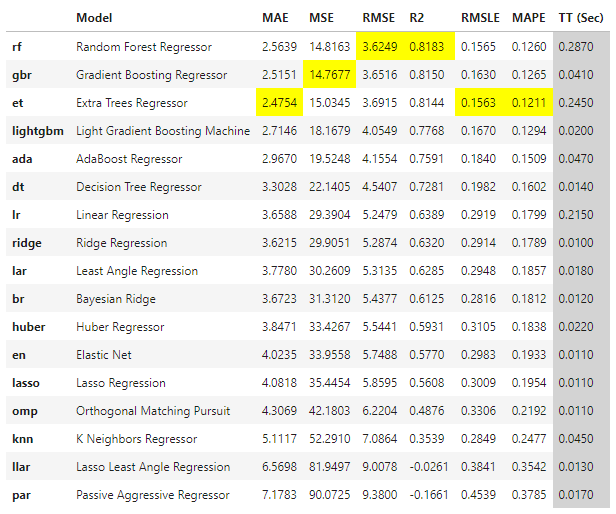 Model MAE MSE RMSE R2 RMSLE MAPE TT (Sec)
rf Random Forest Regressor 2.5639 14.8163 3.6249 0.8183 0.1565 0.1260 0.2870
gbr Gradient Boosting Regressor 2.5151 14.7677 3.6516 0.8150 0.1630 0.1265 0.0410
et Extra Trees Regressor 2.4754 15.0345 3.6915 0.8144 0.1563 0.1211 0.2450
lightgbm Light Gradient Boosting Machine 2.7146 18.1679 4.0549 0.7768 0.1670 0.1294 0.0200
ada AdaBoost Regressor 2.9670 19.5248 4.1554 0.7591 0.1840 0.1509 0.0470
dt Decision Tree Regressor 3.3028 22.1405 4.5407 0.7281 0.1982 0.1602 0.0140
lr Linear Regression 3.6588 29.3904 5.2479 0.6389 0.2919 0.1799 0.2150
ridge Ridge Regression 3.6215 29.9051 5.2874 0.6320 0.2914 0.1789 0.0100
lar Least Angle Regression 3.7780 30.2609 5.3135 0.6285 0.2948 0.1857 0.0180
br Bayesian Ridge 3.6723 31.3120 5.4377 0.6125 0.2816 0.1812 0.0120
huber Huber Regressor 3.8471 33.4267 5.5441 0.5931 0.3105 0.1838 0.0220
en Elastic Net 4.0235 33.9558 5.7488 0.5770 0.2983 0.1933 0.0110
lasso Lasso Regression 4.0818 35.4454 5.8595 0.5608 0.3009 0.1954 0.0110
omp Orthogonal Matching Pursuit 4.3069 42.1803 6.2204 0.4876 0.3306 0.2192 0.0110
knn K Neighbors Regressor 5.1117 52.2910 7.0864 0.3539 0.2849 0.2477 0.0450
llar Lasso Least Angle Regression 6.5698 81.9497 9.0078 -0.0261 0.3841 0.3542 0.0130
par Passive Aggressive Regressor 7.1783 90.0725 9.3800 -0.1661 0.4539 0.3785 0.0170